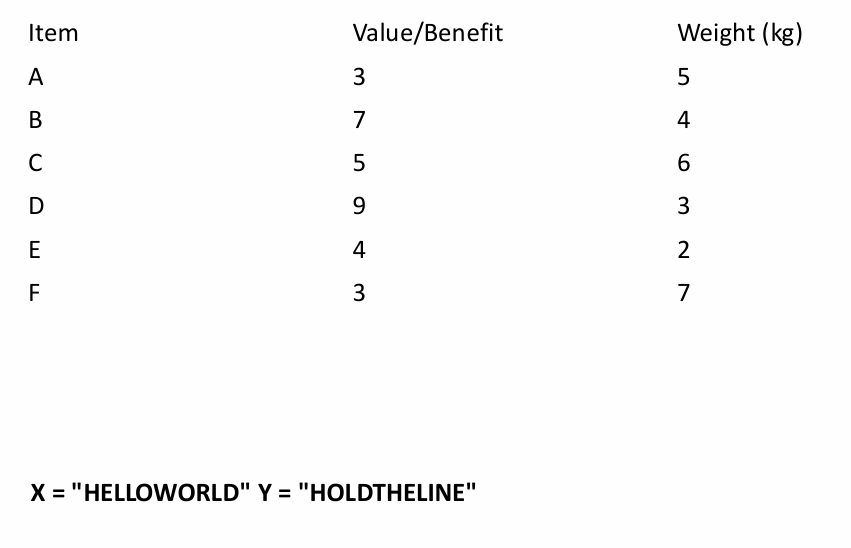 Item Value/Benefit Weight (kg)
A 3 5
B 7 4
C 5 6
D 9 3
E 4 2
F 3 7
X = "HELLOWORLD" Y = "HOLDTHELINE"